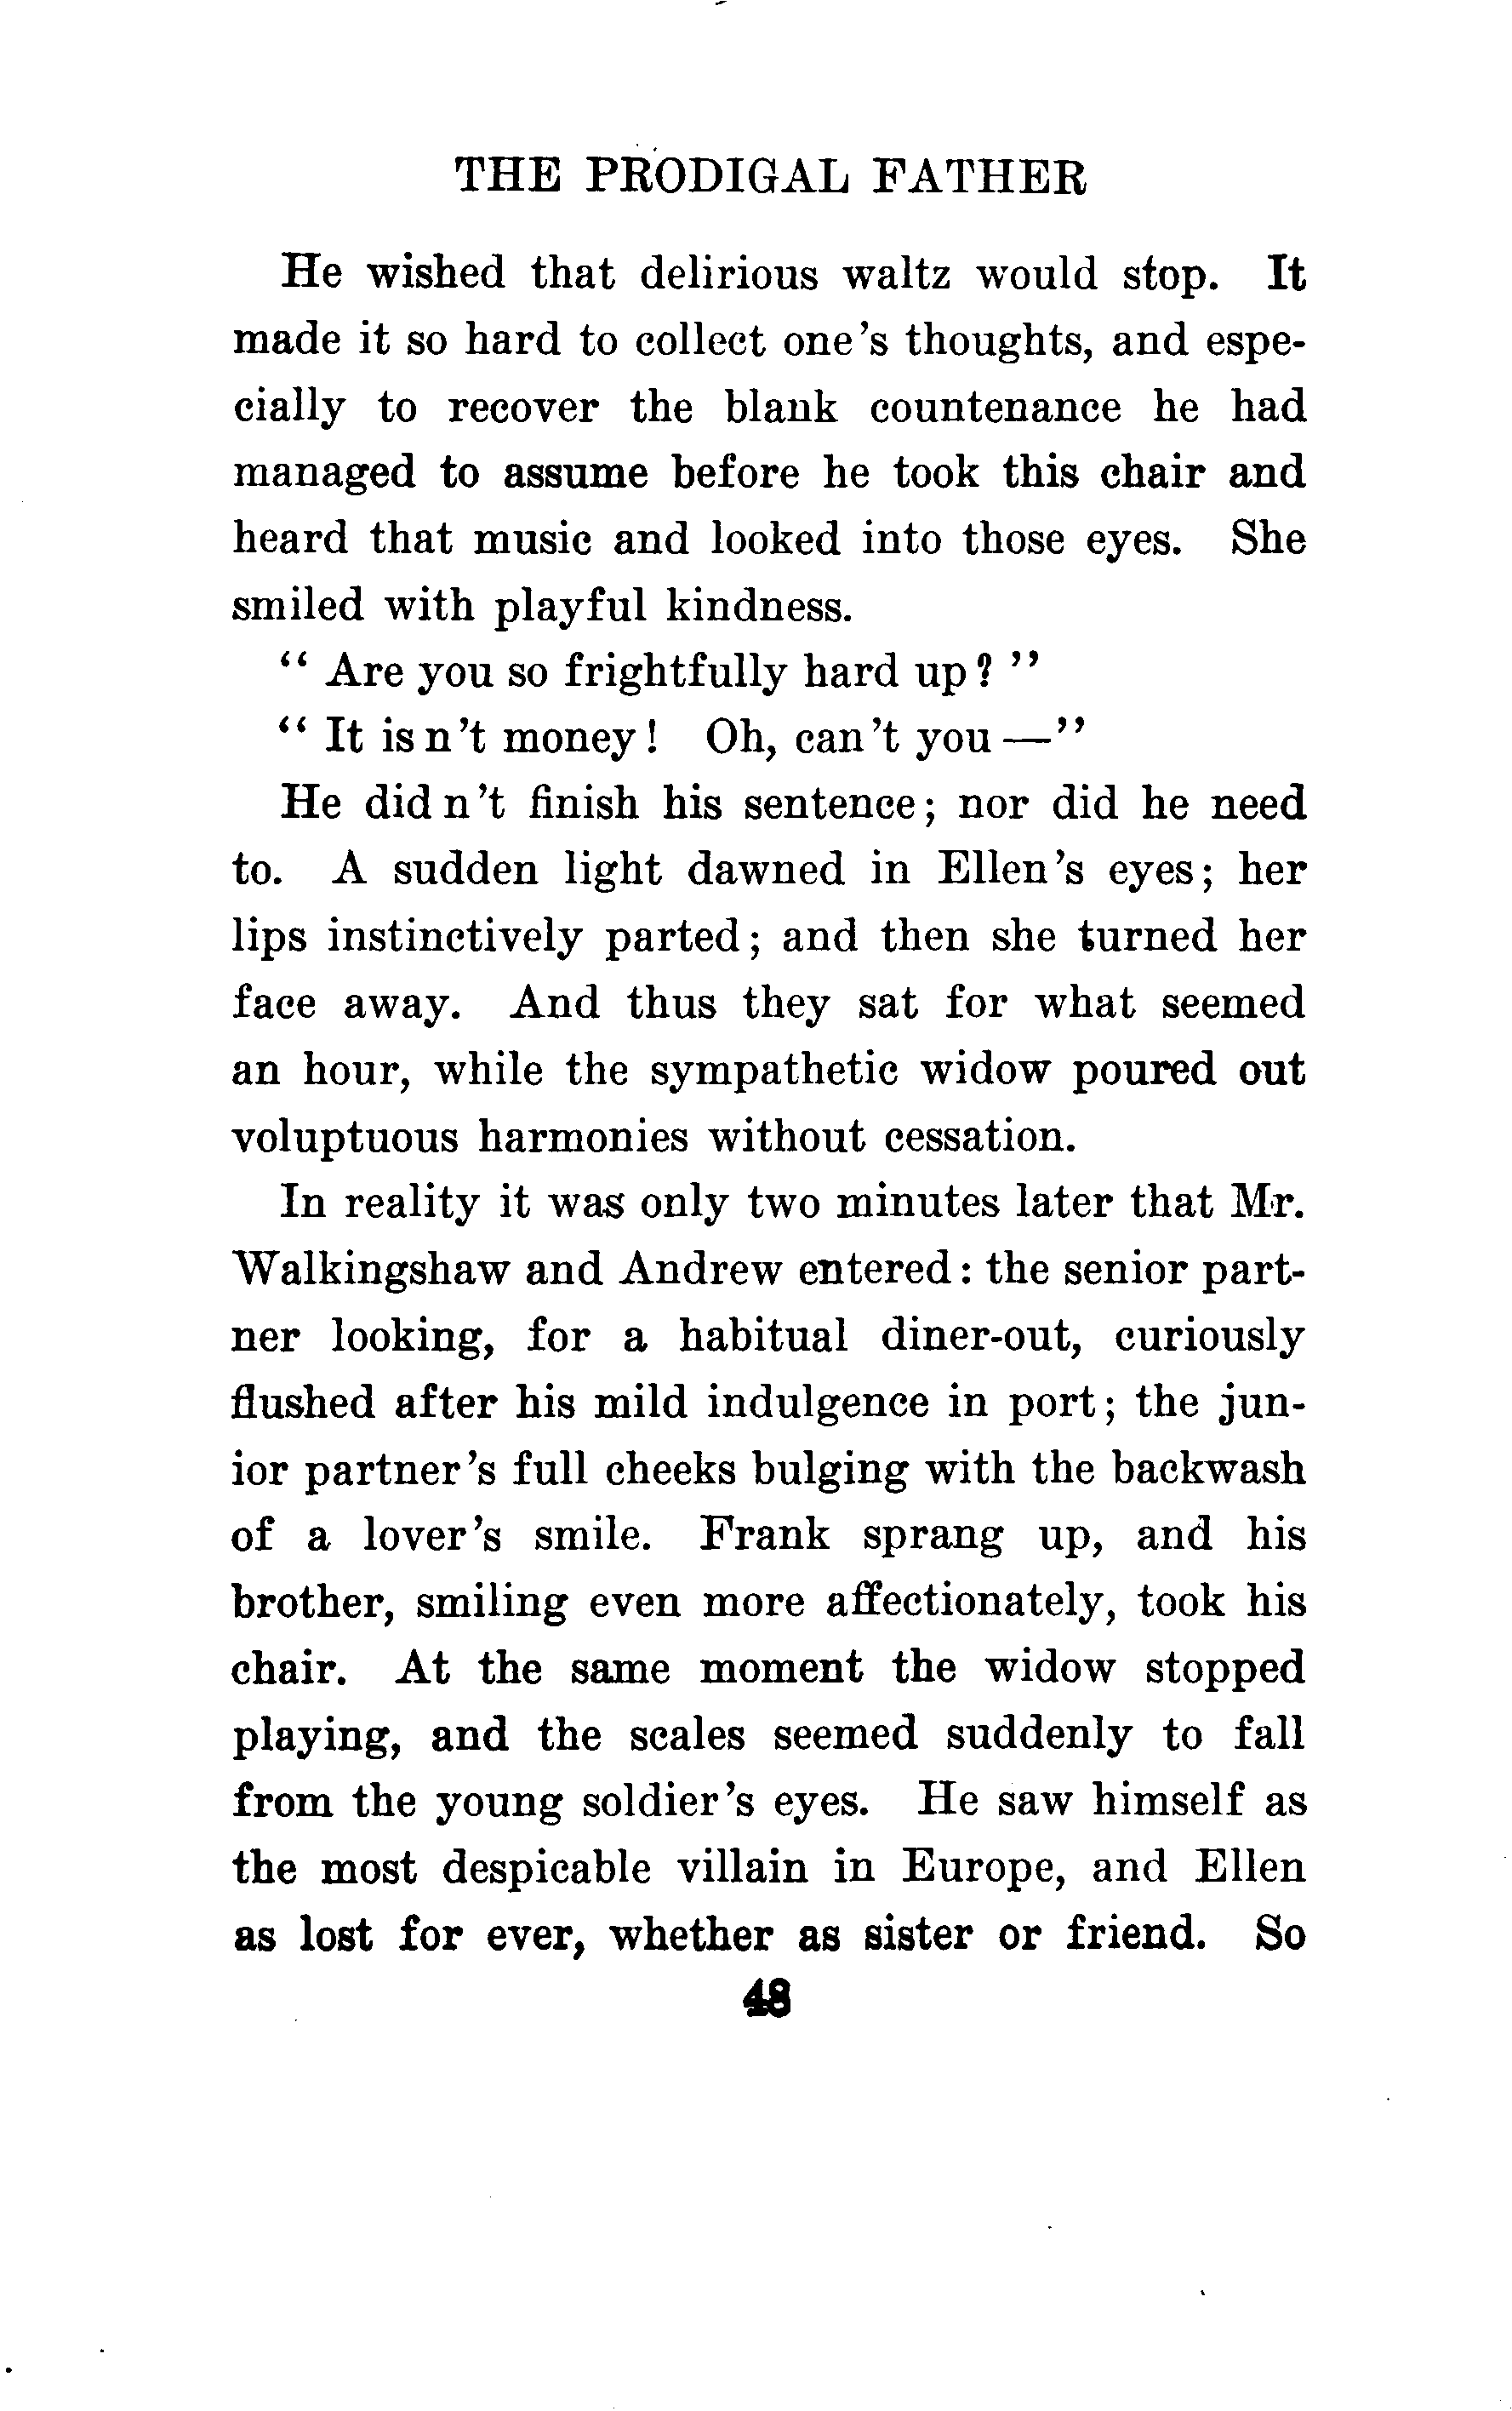 THE PRODIGAL FATHER
He wished that delirious waltz would stop. It
made it so hard to collect one's thoughts, and espe-
cially to recover the blank countenance he had
managed to assume before he took this chair and
heard that music and looked into those eyes. She
smiled with playful kindness.
" Are you so frightfully hard up? "
" It is n't money! Oh, can't you —"
He did n't finish his sentence; nor did he need
to. A sudden light dawned in Ellen's eyes; her
lips instinctively parted; and then she turned her
face away. And thus they sat for what seemed
an hour, while the sympathetic widow poured out
voluptuous harmonies without cessation.
In reality it was only two minutes later that Mr.
Walkingshaw and Andrew entered: the senior part-
ner looking, for a habitual diner-out, curiously
flushed after his mild indulgence in port; the jun-
ior partner's full cheeks bulging with the backwash
of a lover's smile. Frank sprang up, and his
brother, smiling even more affectionately, took his
chair. At the same moment the widow stopped
playing, and the scales seemed suddenly to fall
from the young soldier's eyes. He saw himself as
the most despicable villain in Europe, and Ellen
as lost for ever, whether as sister or friend. So
48